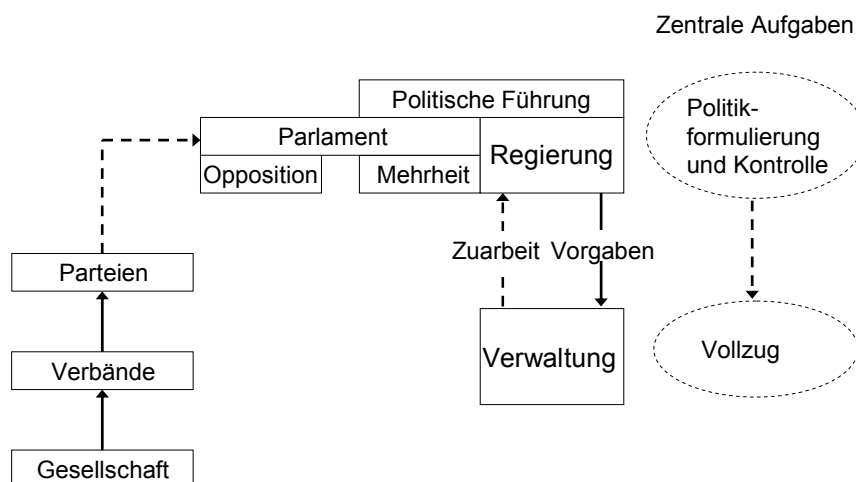 Zentrale Aufgaben
Politische Führung
Parlament
Regierung
Opposition
Mehrheit
Politik-
formulierung
und Kontrolle
Zuarbeit
Vorgaben
Parteien
Verwaltung
Vollzug
Verbände
Gesellschaft